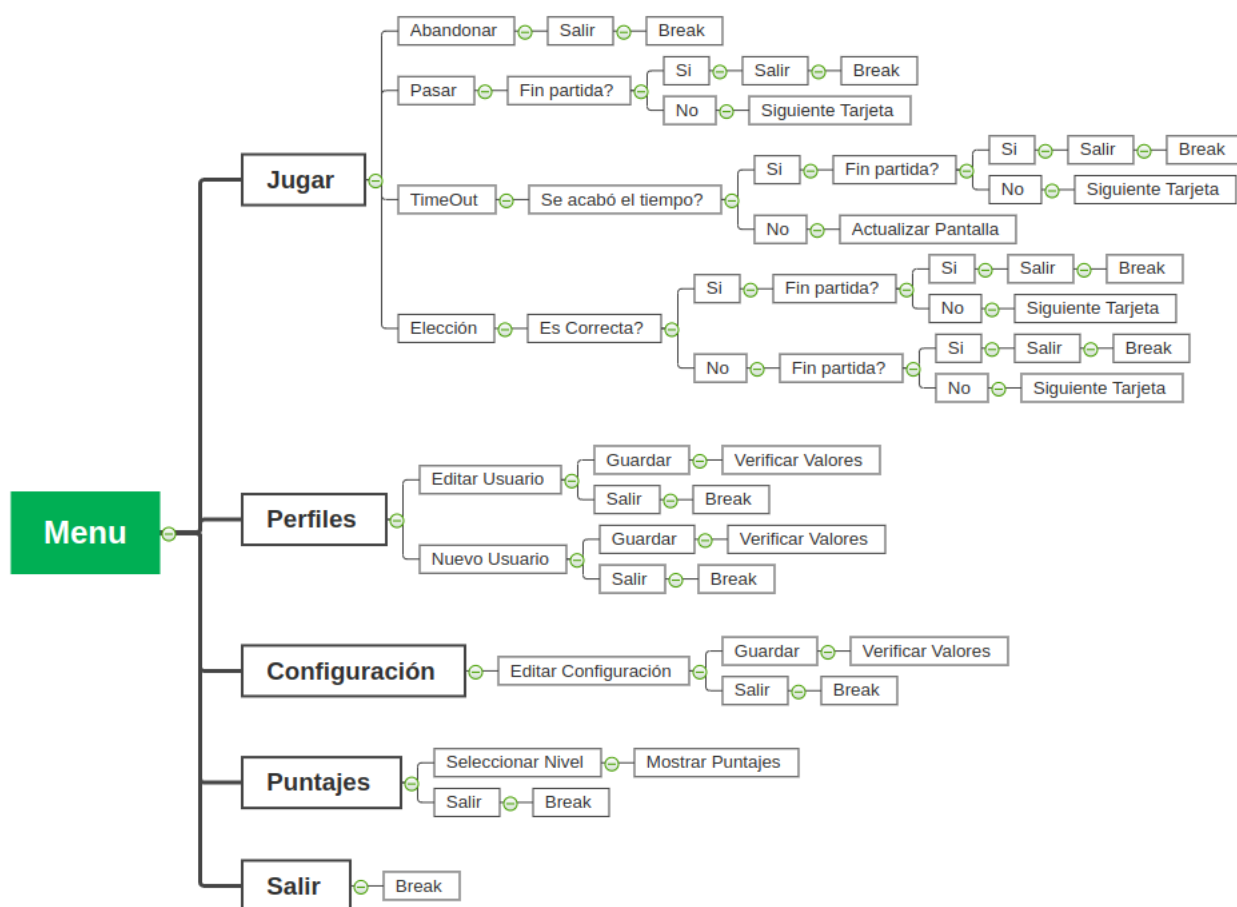 Menu
Jugar
Abandonar
Salir
Break
Pasar
Fin partida?
Si
Salir
Break
No
Siguiente Tarjeta
TimeOut
Se acabó el tiempo?
Si
Fin partida?
Si
Salir
Break
No
Siguiente Tarjeta
No
Actualizar Pantalla
Elección
Es Correcta?
Si
Fin partida?
Si
Salir
Break
No
Siguiente Tarjeta
No
Fin partida?
Si
Salir
Break
No
Siguiente Tarjeta
Perfiles
Editar Usuario
Guardar
Verificar Valores
Salir
Break
Nuevo Usuario
Guardar
Verificar Valores
Salir
Break
Configuración
Editar Configuración
Guardar
Verificar Valores
Salir
Break
Puntajes
Seleccionar Nivel
Mostrar Puntajes
Salir
Break
Salir
Break